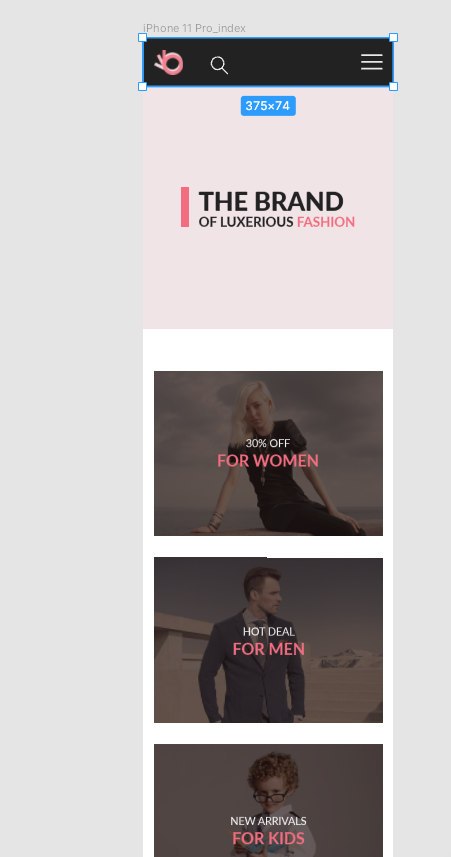 iPhone 11 Pro_index
375×74
THE BRAND
OF LUXERIOUS FASHION
30% OFF
FOR WOMEN
HOT DEAL
FOR MEN
NEW ARRIVALS
FOR KIDS